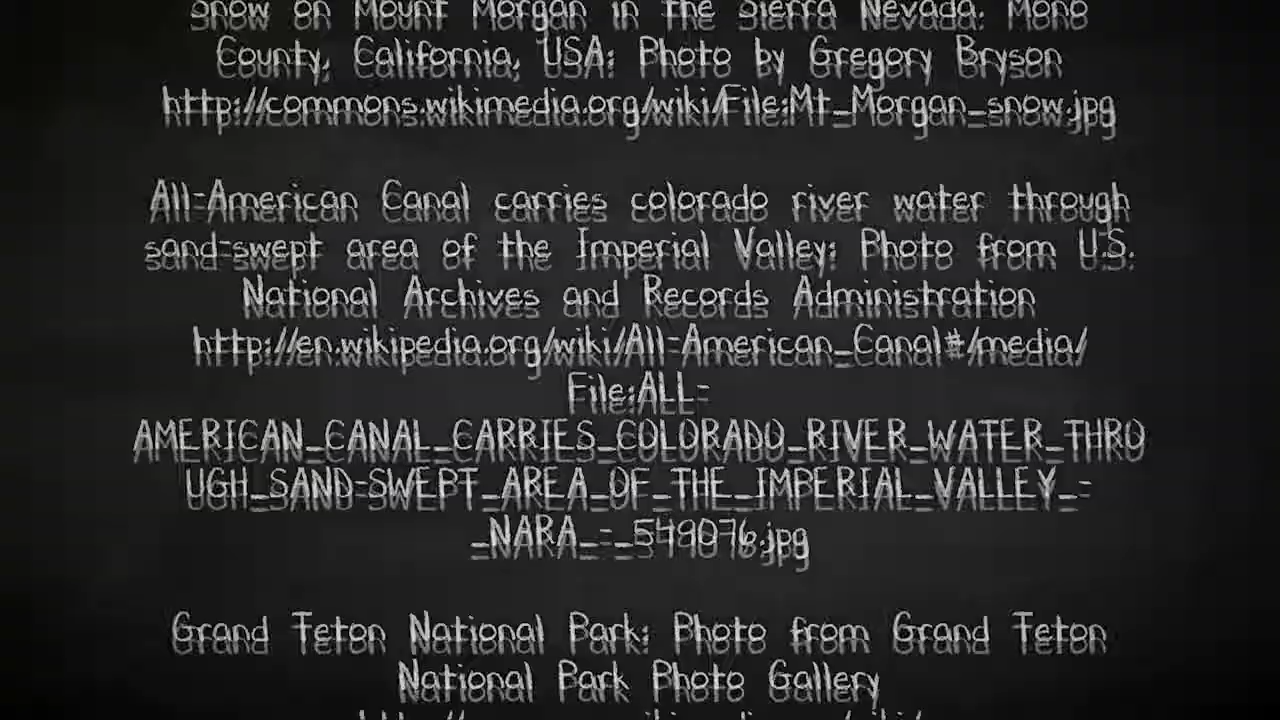 Snow on Mount Morgan in the Sierra Nevada. Mono
County, California, USA: Photo by Gregory Bryson
http://commons.wikimedia.org/wiki/File:Mt_Morgan_snow.jpg
All-American Canal carries colorado river water through
sand-swept area of the Imperial Valley: Photo from U.S.
National Archives and Records Administration
http://en.wikipedia.org/wiki/All-American_Canal#/media/
File:ALL-
AMERICAN_CANAL_CARRIES_COLORADO_RIVER_WATER_THRO
UGH_SAND-SWEPT_AREA_OF_THE_IMPERIAL_VALLEY_-
_NARA_-_549076.jpg
Grand Teton National Park: Photo from Grand Teton
National Park Photo Gallery